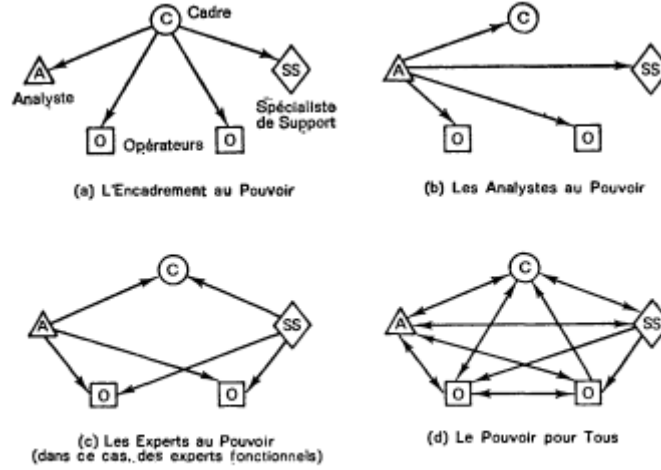 C Cadre
A
Analyste
SS
Spécialiste
de Support
O Opérateurs O
(a) L'Encadrement au Pouvoir
C
A
SS
O
O
(b) Les Analystes au Pouvoir
C
A
SS
O
O
(c) Les Experts au Pouvoir
(dans ce cas, des experts fonctionnels)
C
A
SS
O
O
(d) Le Pouvoir pour Tous